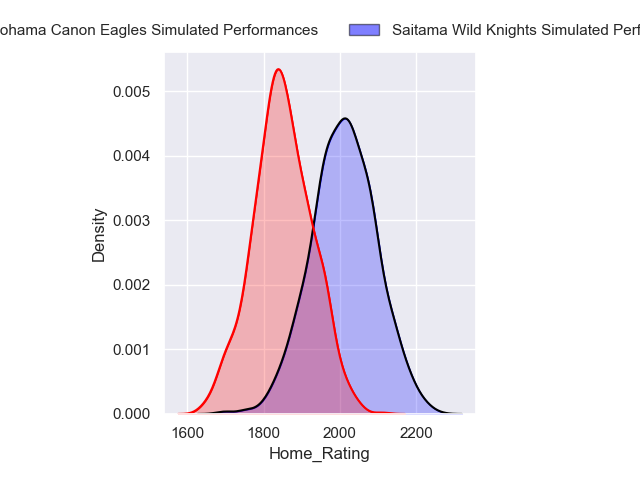 ohama Canon Eagles Simulated Performances
Saitama Wild Knights Simulated Perf
0.005
0.004
0.003
0.002
0.001
0.000
Density
1600
1800
2000
2200
Home_Rating